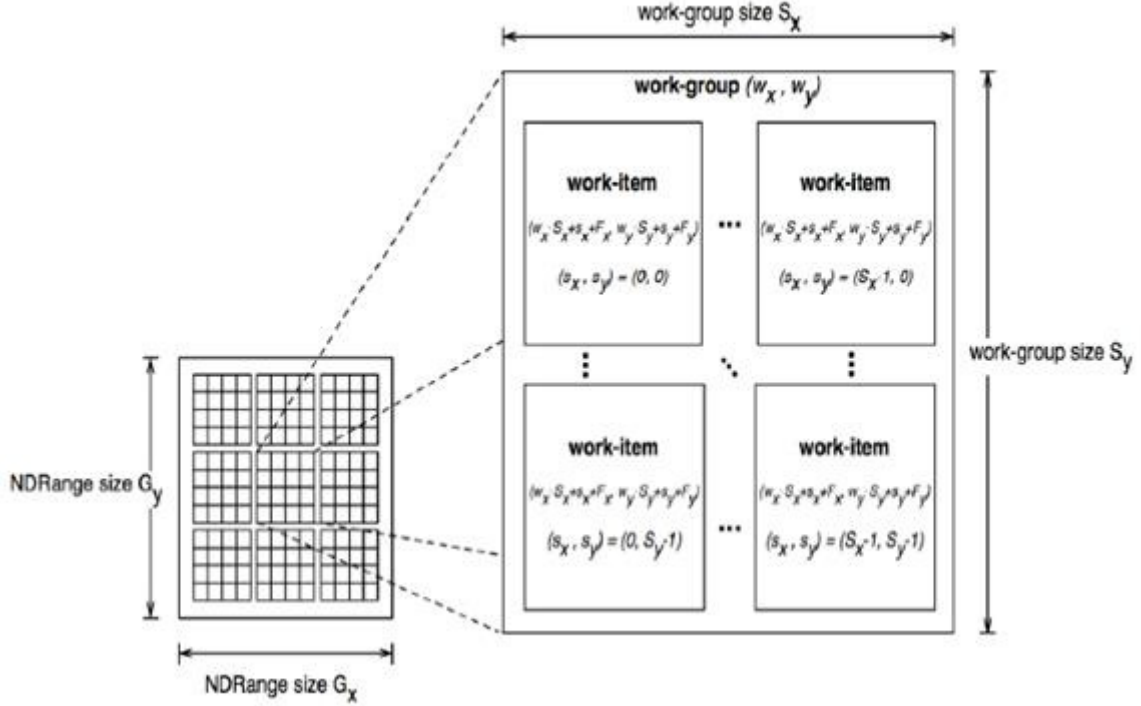 work-group size Sx
work-group (wx , wy)
work-item
work-item
(wx· Sx+sx+Fx, wy· Sy+sy+Fy)
...
(wx· Sx+sx+Fx, wy· Sy+sy+Fy)
(sx , sy) = (0, 0)
(sx , sy) = (Sx-1, 0)
work-group size Sy
work-item
work-item
NDRange size Gy
(wx· Sx+sx+Fx, wy· Sy+sy+Fy)
(wx· Sx+sx+Fx, wy· Sy+sy+Fy)
...
(sx , sy) = (0, Sy-1)
(sx , sy) = (Sx-1, Sy-1)
NDRange size Gx